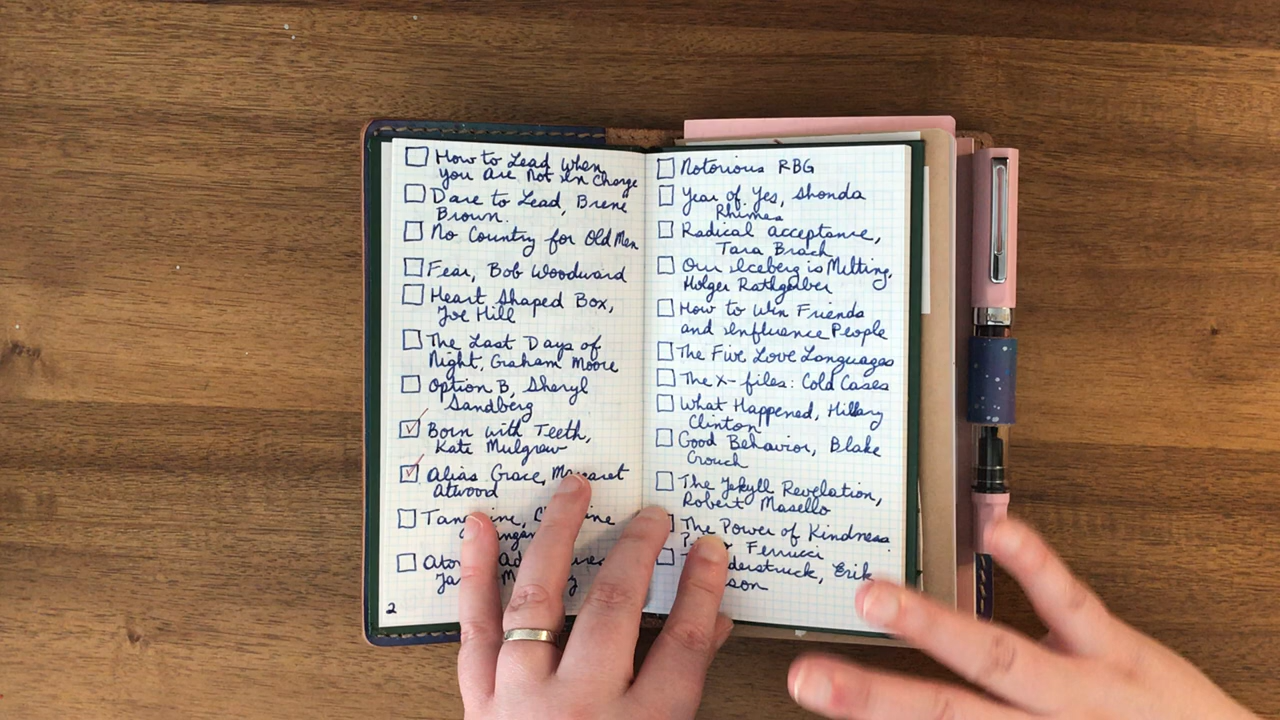 How to Lead when
you Are Not In Charge
Dare to Lead, Brené
Brown.
No Country for Old Men
Fear, Bob Woodward
Heart Shaped Box,
Joe Hill
The Last Days of
Night, Graham Moore
Option B, Sheryl
Sandberg
Born with Teeth,
Kate Mulgrew
Alias Grace, Margaret
Atwood
2
Notorious RBG
Year of Yes, Shonda
Rhimes
Radical Acceptance,
Tara Brach
Our Iceberg is Melting,
Holger Rathgerber
How to Win Friends
and Influence People
The Five Love Languages
The X-files: Cold Cases
What Happened, Hillary
Clinton
Good Behavior, Blake
Crouch
The Jekyll Revelation,
Robert Masello
The Power of Kindness
Ferrucci
Erik